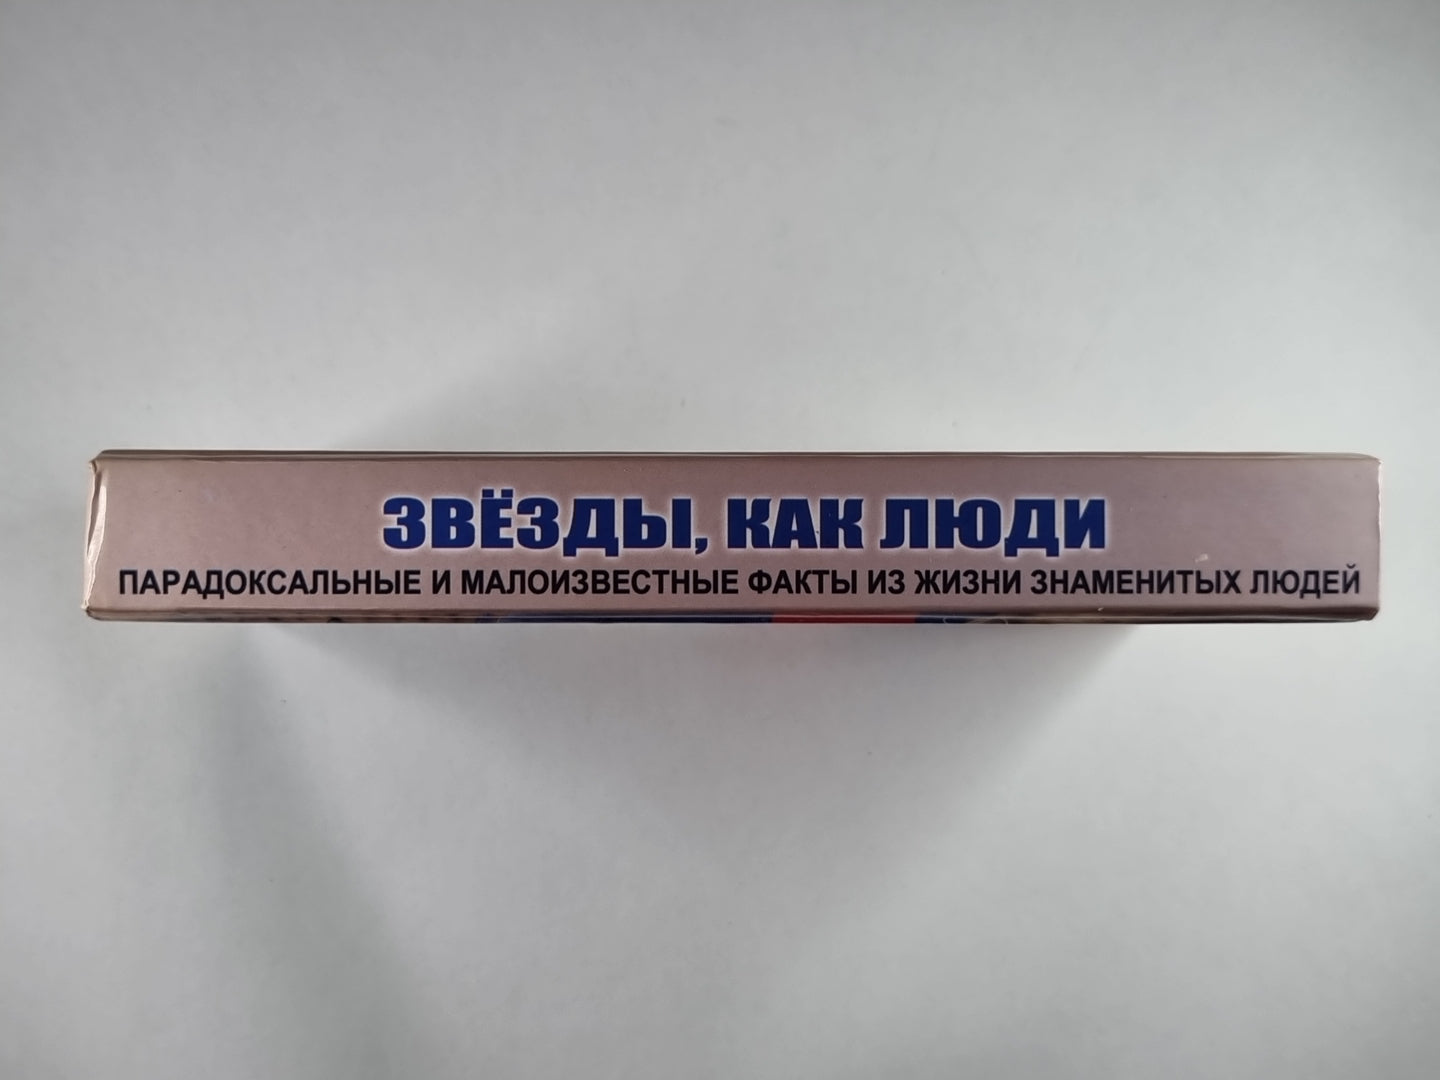 ЗВЁЗДЫ, КАК ЛЮДИ
ПАРАДОКСАЛЬНЫЕ И МАЛОИЗВЕСТНЫЕ ФАКТЫ ИЗ ЖИЗНИ ЗНАМЕНИТЫХ ЛЮДЕЙ